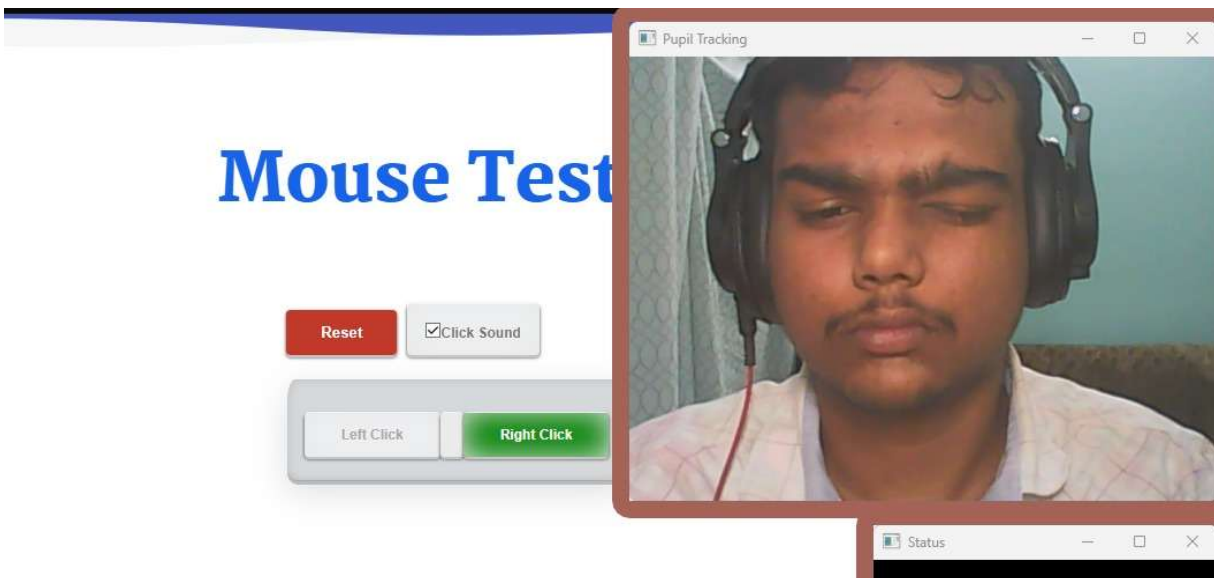 Pupil Tracking
Mouse Test
Reset
Click Sound
Left Click
Right Click
Status